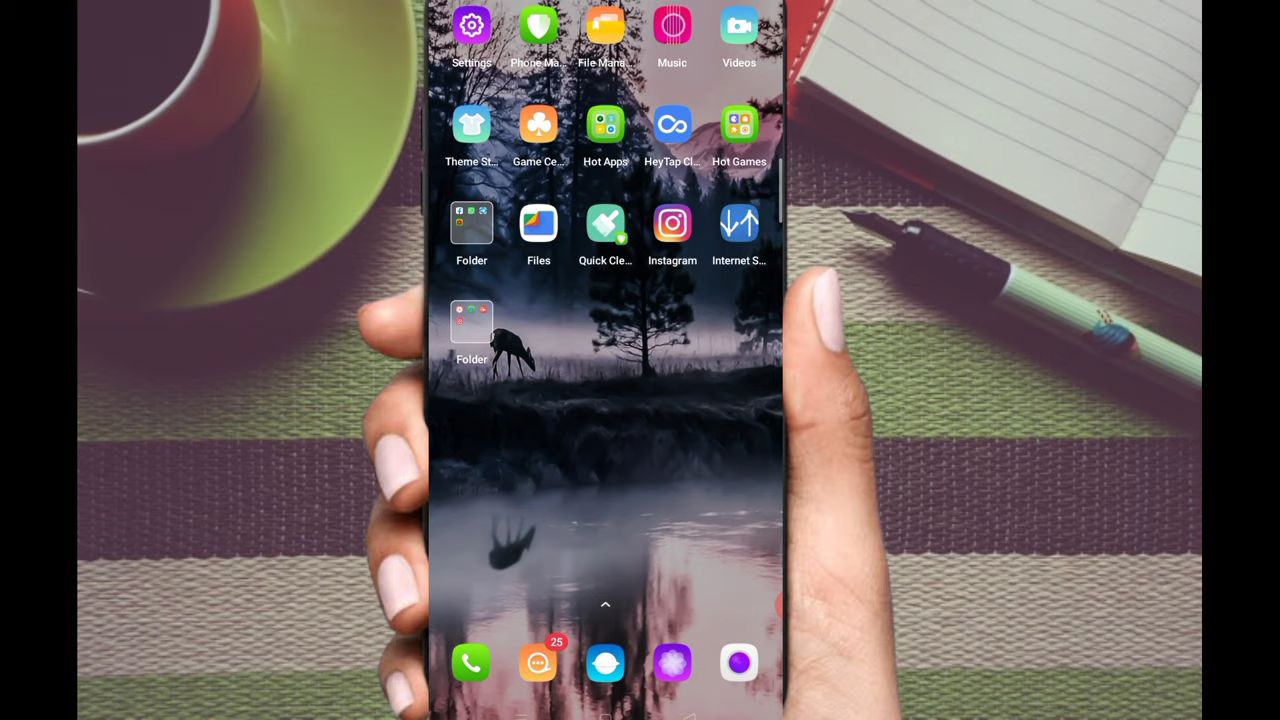 Settings Phone Ma... File Mana... Music Videos
Theme St... Game Ce... Hot Apps HeyTap Cl... Hot Games
Folder Files Quick Cle... Instagram Internet S...
Folder
25